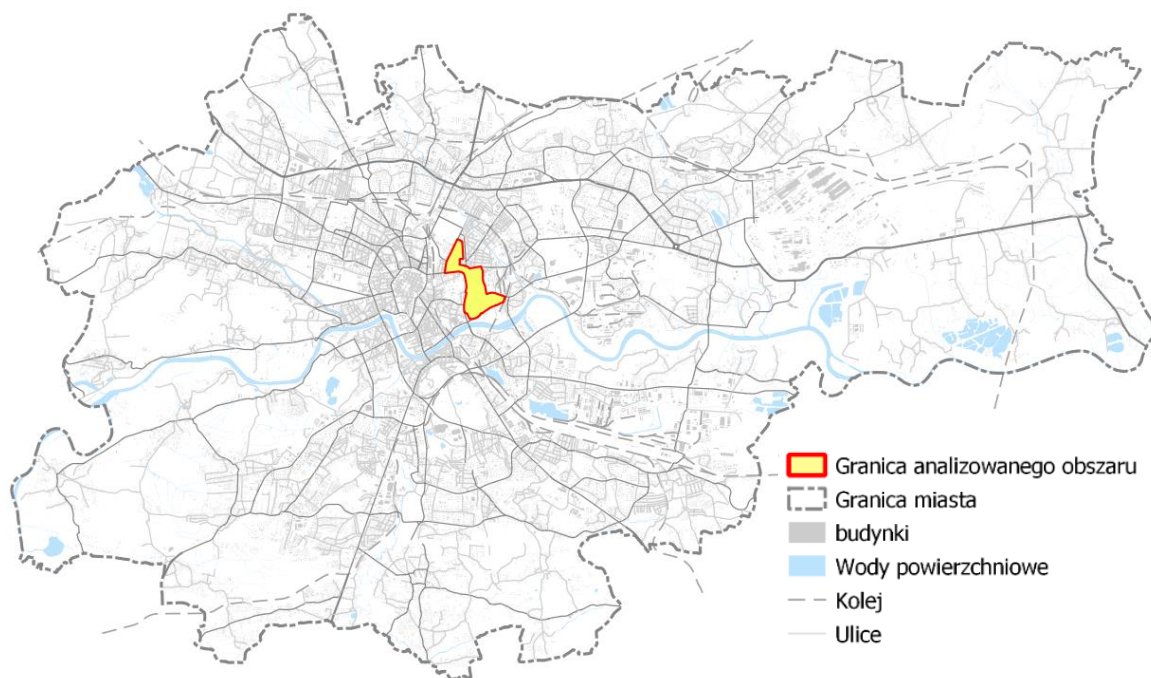 Granica analizowanego obszaru
Granica miasta
budynki
Wody powierzchniowe
Kolej
Ulice